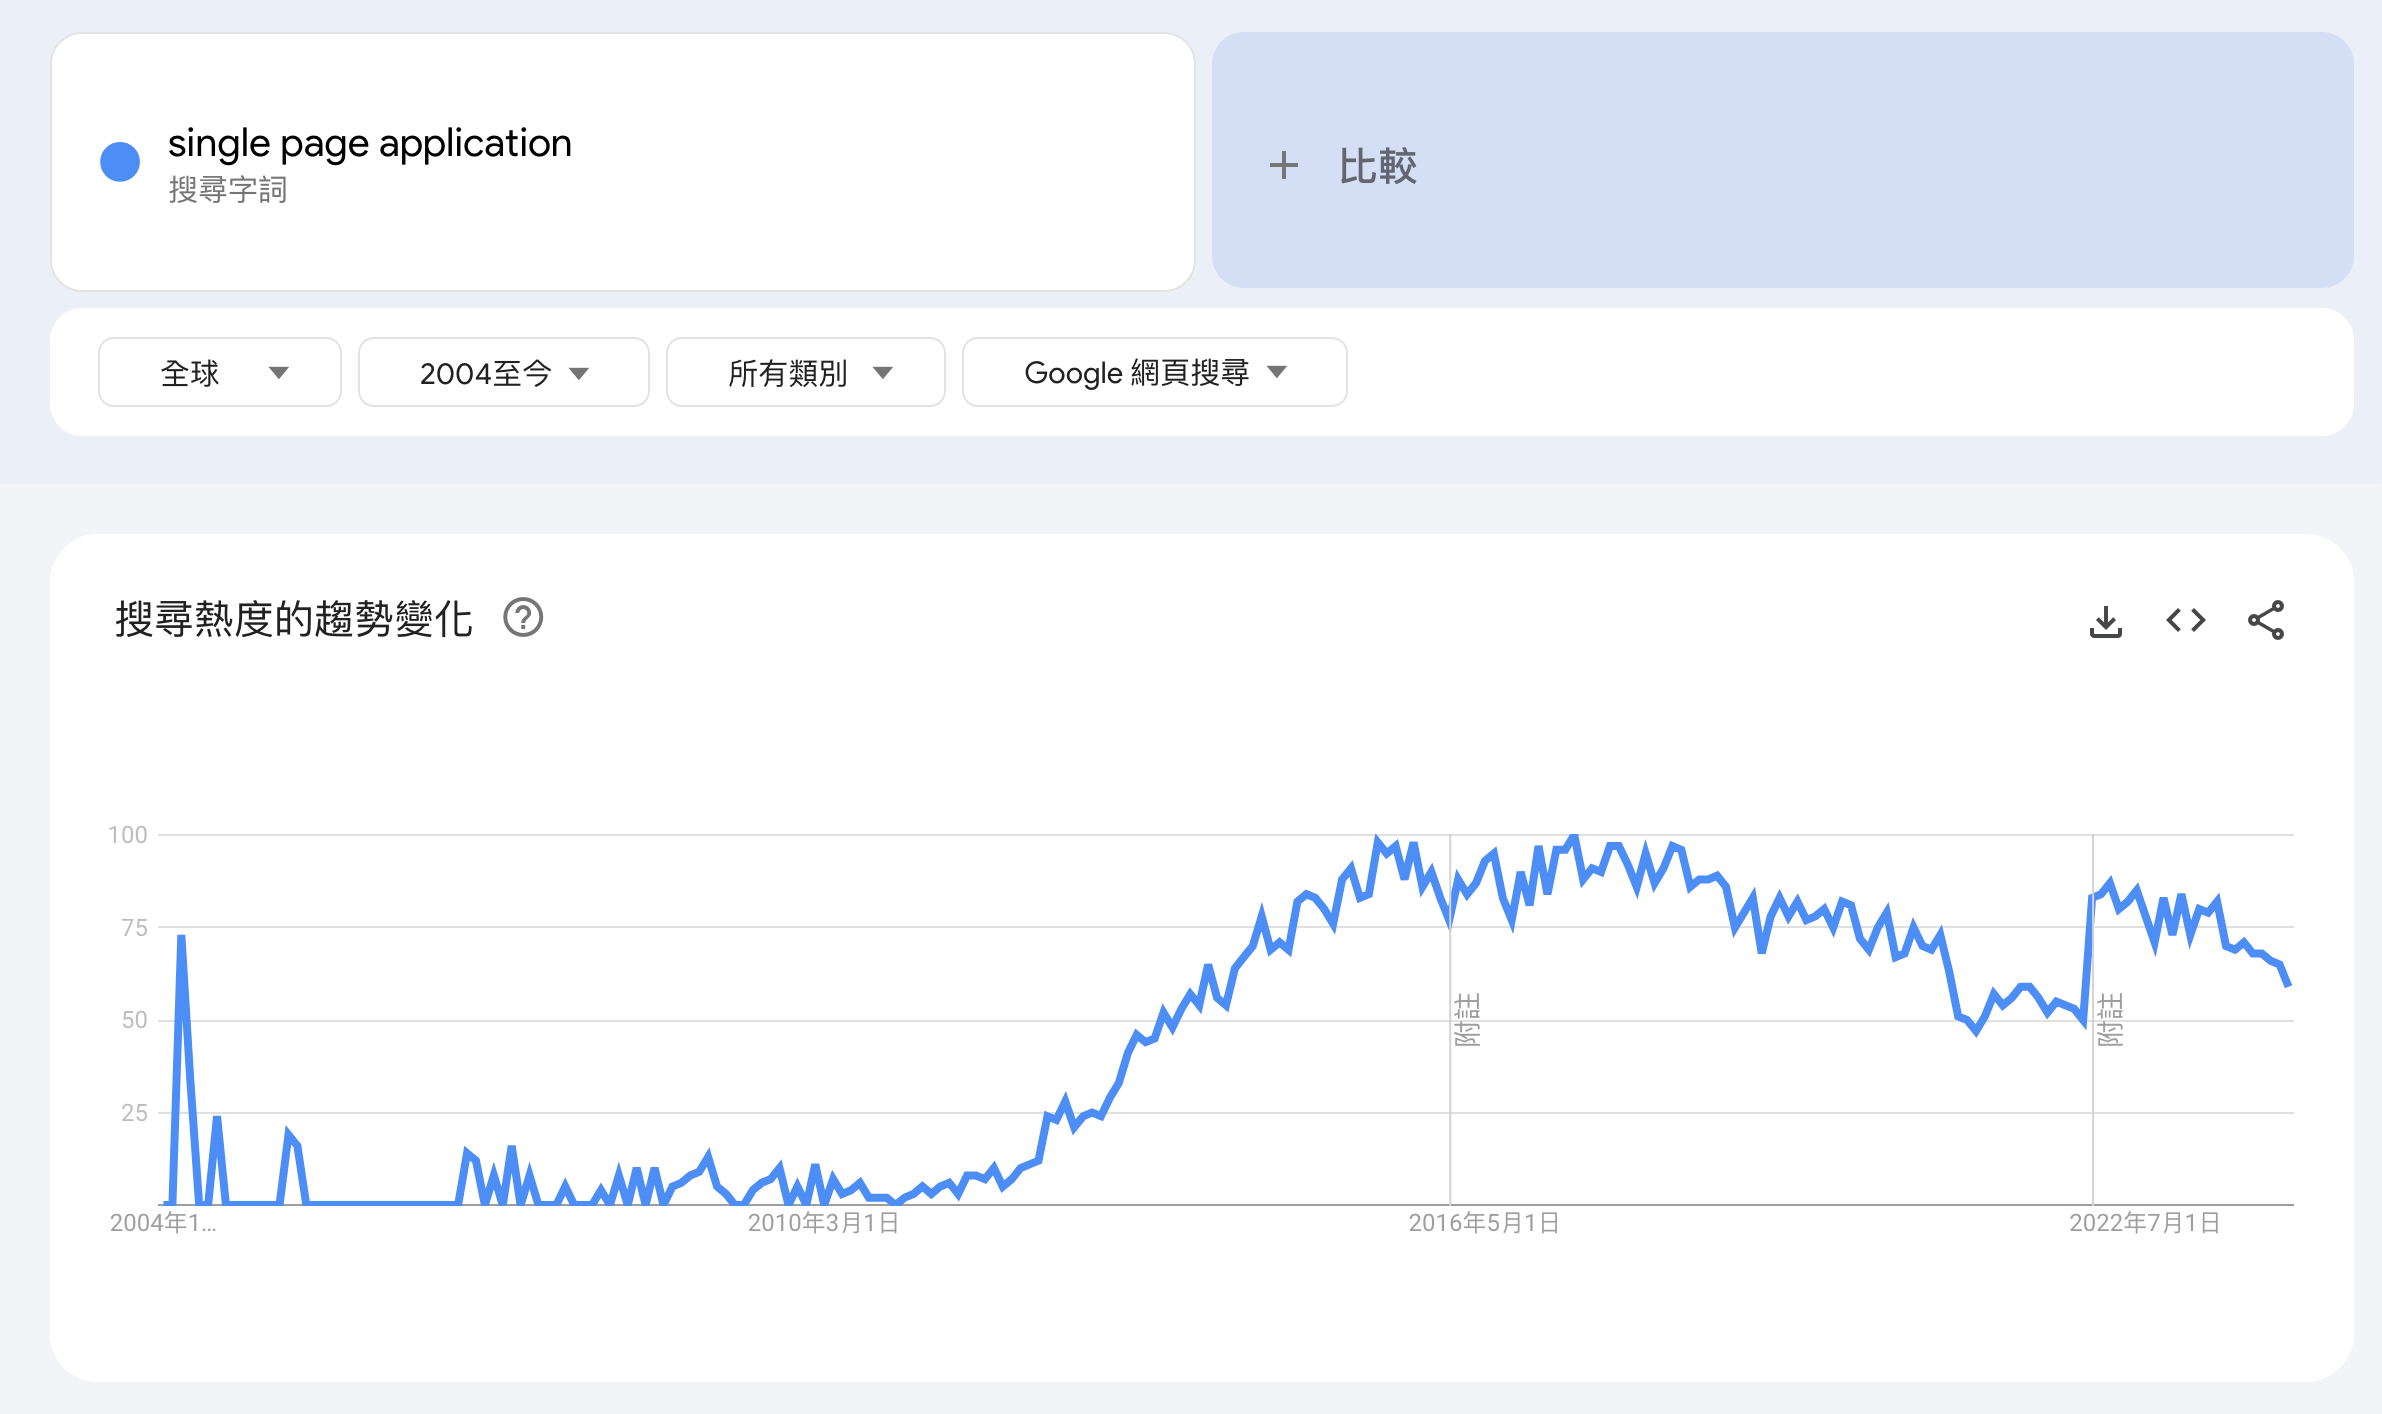 single page application
搜尋字詞
+ 比較
全球
2004至今
所有類別
Google 網頁搜尋
搜尋熱度的趨勢變化
100
75
50
25
附註
附註
2004年1…
2010年3月1日
2016年5月1日
2022年7月1日